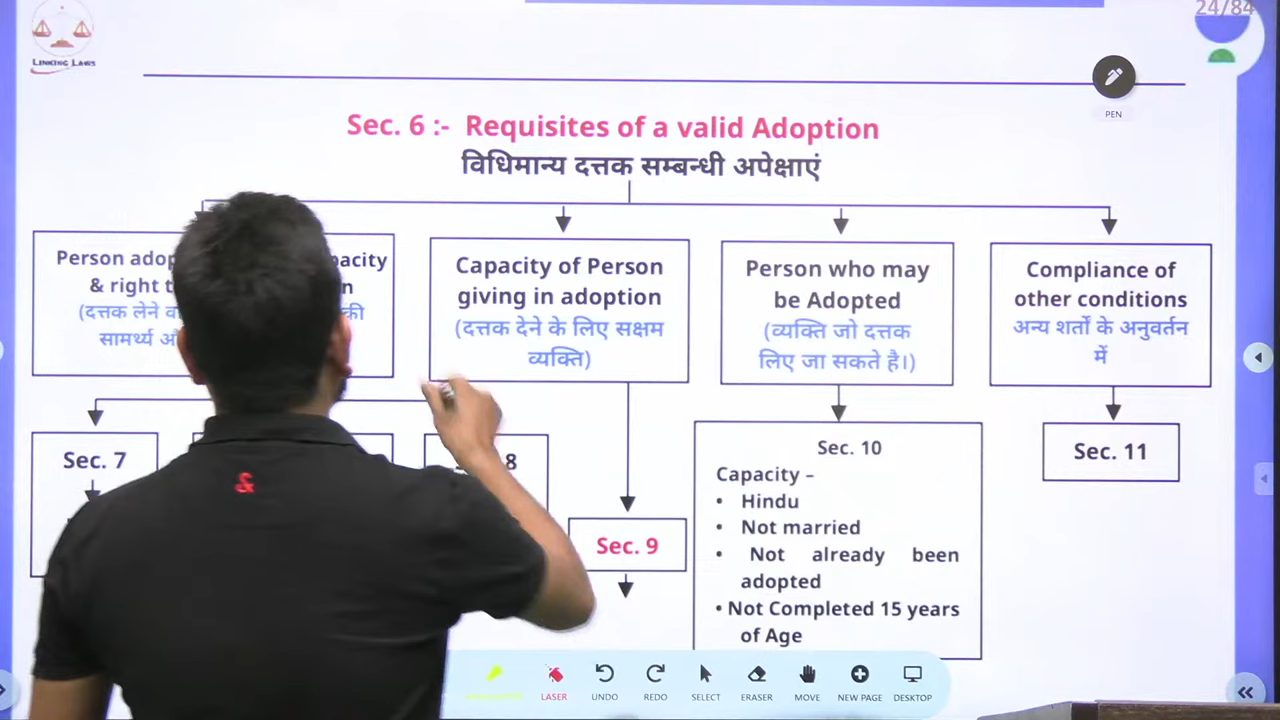 24/84
LINKING LAWS
PEN
Sec. 6 :- Requisites of a valid Adoption
विधिमान्य दत्तक सम्बन्धी अपेक्षाएं
Person
& right
(दत्तक लेने
सामर्थ्य
की
Capacity of Person
giving in adoption
(दत्तक देने के लिए सक्षम
व्यक्ति)
Person who may
be Adopted
(व्यक्ति जो दत्तक
लिए जा सकते है।)
Compliance of
other conditions
अन्य शर्तों के अनुवर्तन
में
Sec. 7
8
Sec. 9
Sec. 10
Capacity –
• Hindu
• Not married
• Not already been
adopted
• Not Completed 15 years
of Age
Sec. 11
&
LASER
UNDO
REDO
SELECT
ERASER
MOVE
NEW PAGE
DESKTOP